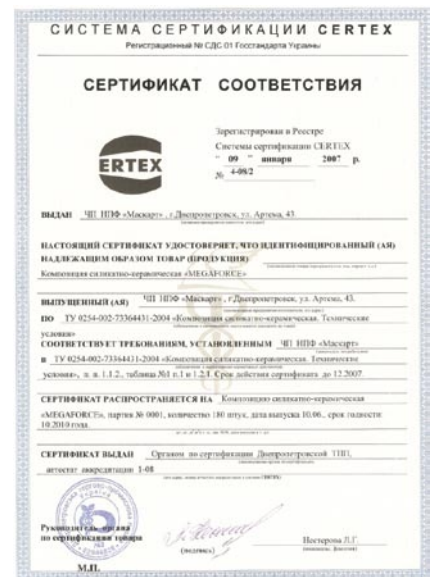 СИСТЕМА СЕРТИФИКАЦИИ CERTEX
Регистрационный № СДС 01 Госстандарта Украины
СЕРТИФИКАТ СООТВЕТСТВИЯ
Зарегистрирован в Реестре
Системы сертификации CERTEX
" 09 " января 2007 р.
№ 4-08/2
ERTEX
ВЫДАН ЧП НПФ «Маскарт» , г.Днепропетровск, ул. Артема, 43.
НАСТОЯЩИЙ СЕРТИФИКАТ УДОСТОВЕРЯЕТ, ЧТО ИДЕНТИФИЦИРОВАННЫЙ (АЯ)
НАДЛЕЖАЩИМ ОБРАЗОМ ТОВАР (ПРОДУКЦИЯ)
Композиция силикатно-керамическая «MEGAFORCE»
ВЫПУЩЕННЫЙ (АЯ) ЧП НПФ «Маскарт» , г.Днепропетровск, ул. Артема, 43.
ПО ТУ 0254-002-73364431-2004 «Композиция силикатно-керамическая. Технические
условия»
СООТВЕТСТВУЕТ ТРЕБОВАНИЯМ, УСТАНОВЛЕННЫМ ЧП НПФ «Маскарт»
в ТУ 0254-002-73364431-2004 «Композиция силикатно-керамическая. Технические
условия», п. п. 1.1.2., таблица №1 п.1 и 1.2.1. Срок действия сертификата до 12.2007.
СЕРТИФИКАТ РАСПРОСТРАНЯЕТСЯ НА Композицию силикатно-керамическая
«MEGAFORCE», партия № 0001, количество 180 штук, дата выпуска 10.06., срок годности
10.2010 года.
СЕРТИФИКАТ ВЫДАН Органом по сертификации Днепропетровской ТПП,
аттестат аккредитации 1-08
Руководитель органа
по сертификации товара
(подпись)
Нестерова Л.Г.
М.П.